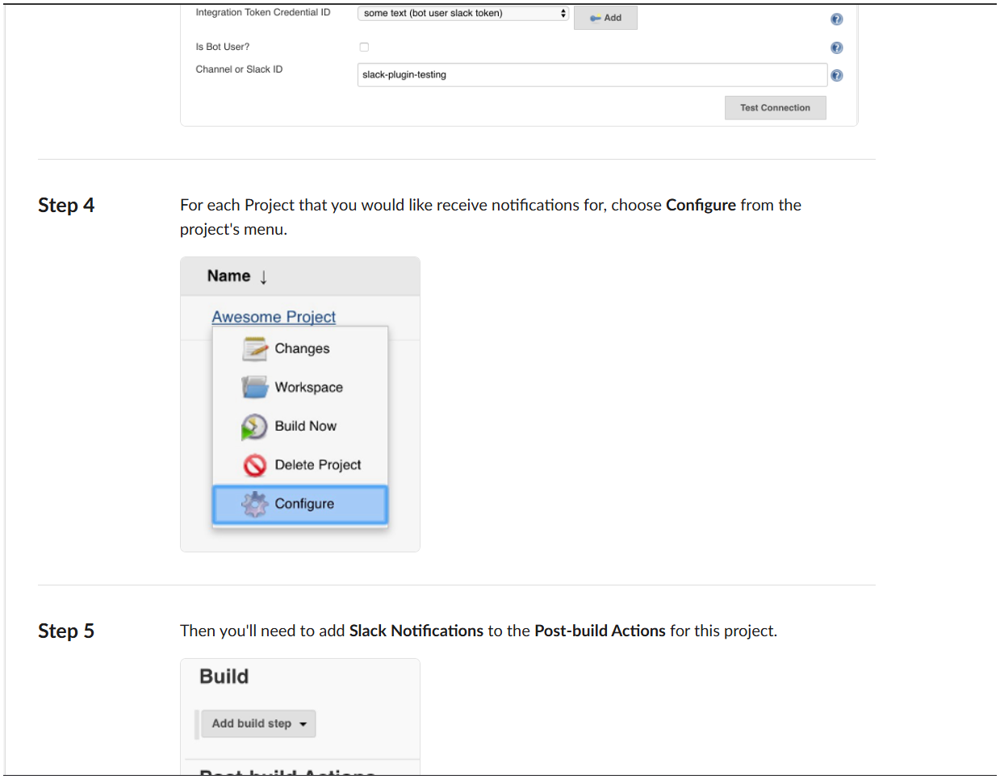 Integration Token Credential ID
some text (bot user slack token)
Add
Is Bot User?
Channel or Slack ID
slack-plugin-testing
Test Connection
Step 4
For each Project that you would like receive notifications for, choose Configure from the
project's menu.
Name ↓
Awesome Project
Changes
Workspace
Build Now
Delete Project
Configure
Step 5
Then you'll need to add Slack Notifications to the Post-build Actions for this project.
Build
Add build step
Post-build Actions